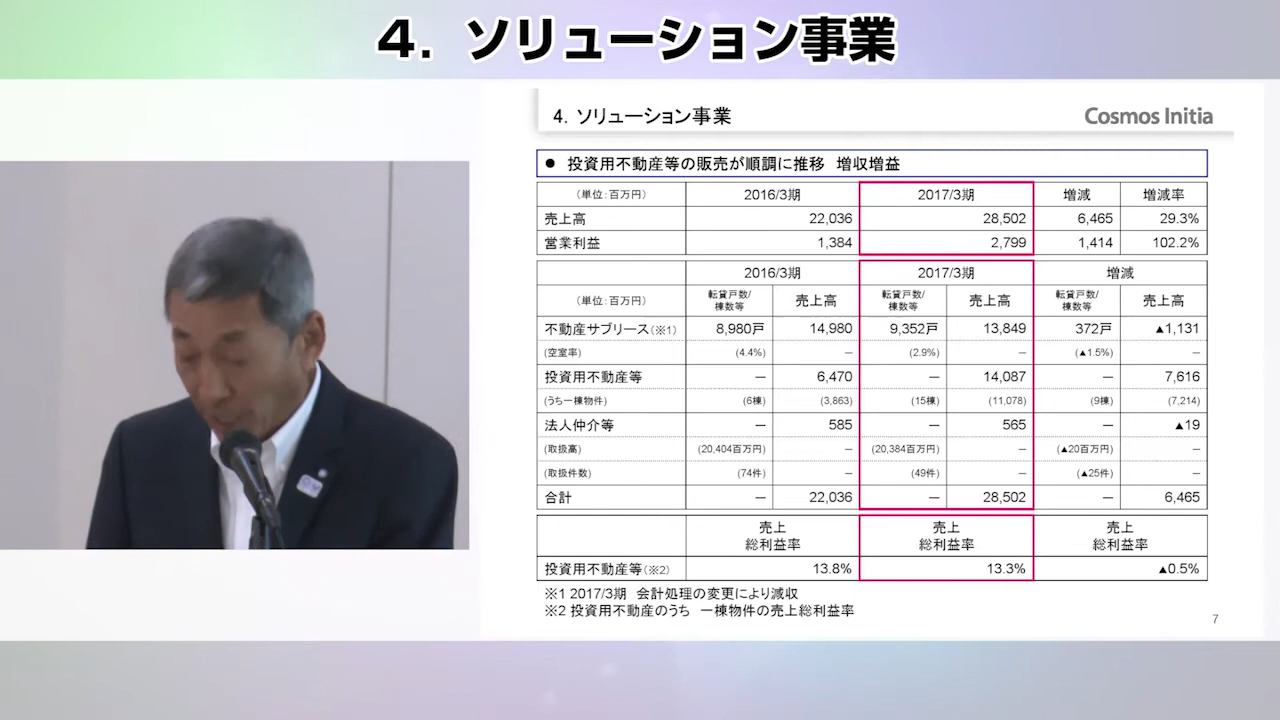 4. ソリューション事業
4. ソリューション事業
Cosmos Initia
● 投資用不動産等の販売が順調に推移 増収増益
(単位:百万円) 2016/3期 2017/3期 増減 増減率
売上高 22,036 28,502 6,465 29.3%
営業利益 1,384 2,799 1,414 102.2%
2016/3期 2017/3期 増減
(単位:百万円) 転貸戸数/棟数等 売上高 転貸戸数/棟数等 売上高 転貸戸数/棟数等 売上高
不動産サブリース(※1) 8,980戸 14,980 9,352戸 13,849 372戸 ▲1,131
(空室率) (4.4%) － (2.9%) － (▲1.5%) －
投資用不動産等 － 6,470 － 14,087 － 7,616
(うち一棟物件) (6棟) (3,863) (15棟) (11,078) (9棟) (7,214)
法人仲介等 － 585 － 565 － ▲19
(取扱高) (20,404百万円) － (20,384百万円) － (▲20百万円) －
(取扱件数) (74件) － (49件) － (▲25件) －
合計 － 22,036 － 28,502 － 6,465
売上 売上 売上
総利益率 総利益率 総利益率
投資用不動産等(※2) 13.8% 13.3% ▲0.5%
※1 2017/3期 会計処理の変更により減収
※2 投資用不動産のうち 一棟物件の売上総利益率
7